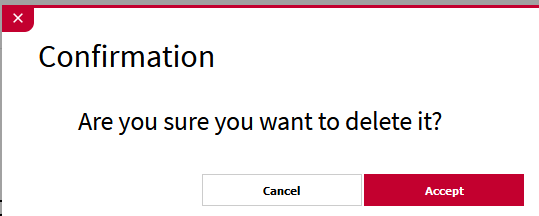 Confirmation
Are you sure you want to delete it?
Cancel Accept